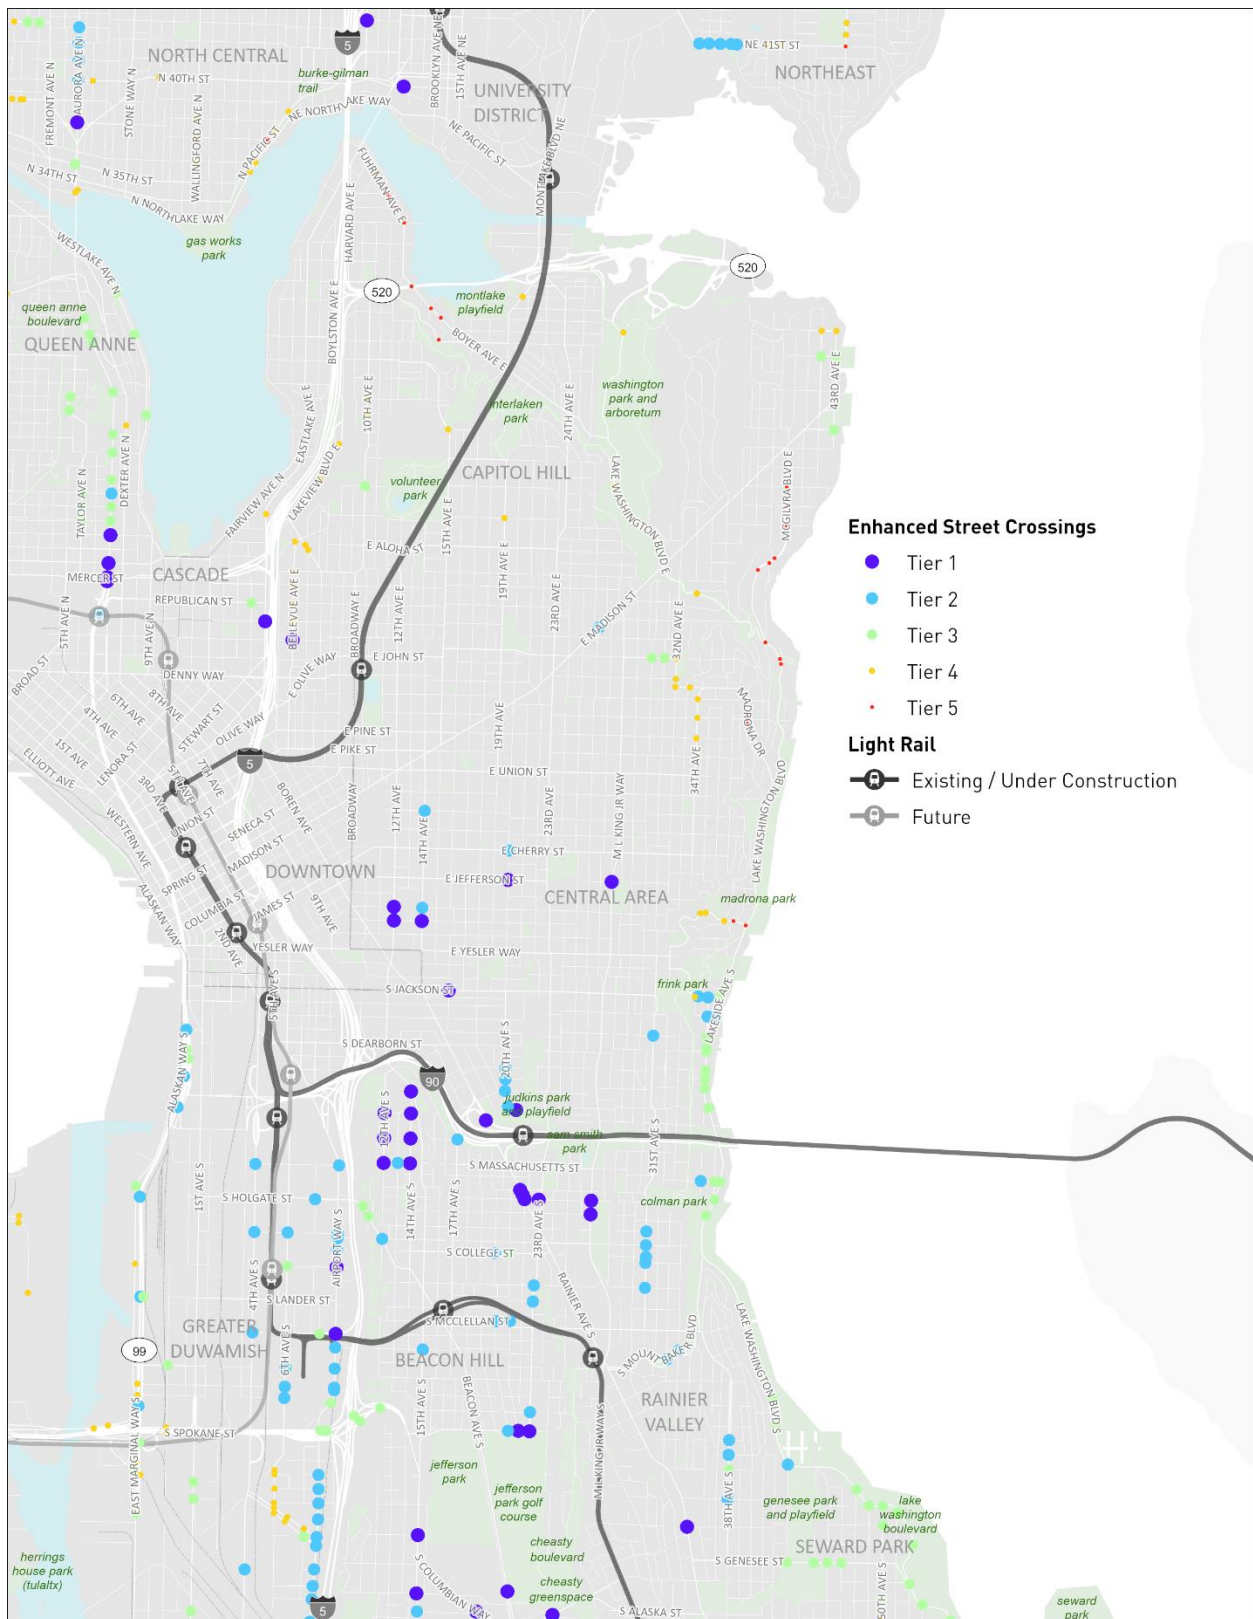 NORTH CENTRAL
5
burke-gilman
trail
N 40TH ST
FREMONT AVE N
AURORA AVE N
STONE WAY N
WALLINGFORD AVE N
BROOKLYN AVE NE
15TH AVE NE
UNIVERSITY
DISTRICT
NE 41ST ST
NORTHEAST
NE NORTHLAKE WAY
NE PACIFIC ST
N PACIFIC ST
MONTLAKE BLVD NE
N 34TH ST
N 35TH ST
N NORTHLAKE WAY
FUHRMAN AVE E
HARVARD AVE E
gas works
park
WESTLAKE AVE N
520
520
queen anne
boulevard
QUEEN ANNE
montlake
playfield
BOYLSTON AVE E
BOYER AVE E
washington
park and
arboretum
43RD AVE E
interlaken
park
24TH AVE E
10TH AVE E
EASTLAKE AVE E
LAKEVIEW BLVD E
FAIRVIEW AVE N
TAYLOR AVE N
DEXTER AVE N
volunteer
park
CAPITOL HILL
15TH AVE E
LAKE WASHINGTON BLVD E
MCGILVRA BLVD E
Enhanced Street Crossings
Tier 1
Tier 2
Tier 3
Tier 4
Tier 5
Light Rail
Existing / Under Construction
Future
E ALOHA ST
19TH AVE E
23RD AVE E
MERCER ST
CASCADE
REPUBLICAN ST
BELLEVUE AVE E
BROADWAY E
12TH AVE E
E MADISON ST
32ND AVE E
5TH AVE N
9TH AVE N
E JOHN ST
DENNY WAY
E OLIVE WAY
BROAD ST
6TH AVE
8TH AVE
4TH AVE
STEWART ST
OLIVE WAY
1ST AVE
LENORA ST
ELLIOTT AVE
3RD AVE
5TH AVE
7TH AVE
E PINE ST
E PIKE ST
19TH AVE
MADRONA DR
34TH AVE
5
E UNION ST
UNION ST
SENECA ST
BOREN AVE
BROADWAY
12TH AVE
14TH AVE
23RD AVE
M L KING JR WAY
LAKE WASHINGTON BLVD
WESTERN AVE
SPRING ST
MADISON ST
E CHERRY ST
DOWNTOWN
E JEFFERSON ST
CENTRAL AREA
madrona park
ALASKAN WAY
COLUMBIA ST
JAMES ST
9TH AVE
2ND AVE
YESLER WAY
E YESLER WAY
S JACKSON ST
frink park
5TH AVE S
LAKESIDE AVE S
S DEARBORN ST
20TH AVE S
90
ALASKAN WAY S
12TH AVE S
judkins park
and playfield
sam smith
park
31ST AVE S
S MASSACHUSETTS ST
1ST AVE S
S HOLGATE ST
14TH AVE S
17TH AVE S
colman park
AIRPORT WAY S
23RD AVE S
S COLLEGE ST
4TH AVE S
S LANDER ST
RAINIER AVE S
LAKE WASHINGTON BLVD S
GREATER
DUWAMISH
6TH AVE S
S MCCLELLAN ST
99
BEACON HILL
S MOUNT BAKER BLVD
15TH AVE S
BEACON AVE S
RAINIER
VALLEY
S SPOKANE ST
EAST MARGINAL WAY S
M L KING JR WAY S
jefferson
park
jefferson
park golf
course
38TH AVE S
genesee park
and playfield
lake
washington
boulevard
cheasty
boulevard
SEWARD PARK
herrings
house park
(tulaltx)
S COLUMBIAN WAY
S GENESEE ST
cheasty
greenspace
50TH AVE S
5
S ALASKA ST
seward
park